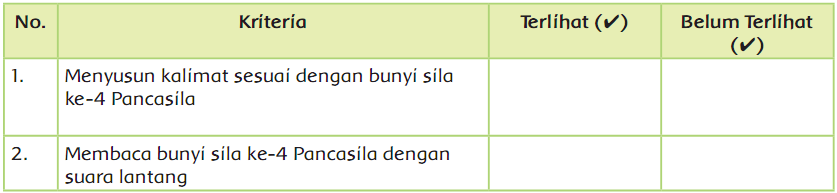 No. Kriteria Terlihat (✔) Belum Terlihat
(✔)
1. Menyusun kalimat sesuai dengan bunyi sila
ke-4 Pancasila
2. Membaca bunyi sila ke-4 Pancasila dengan
suara lantang